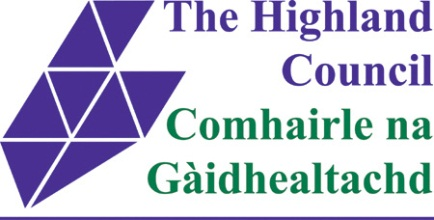 The Highland
Council
Comhairle na
Gàidhealtachd